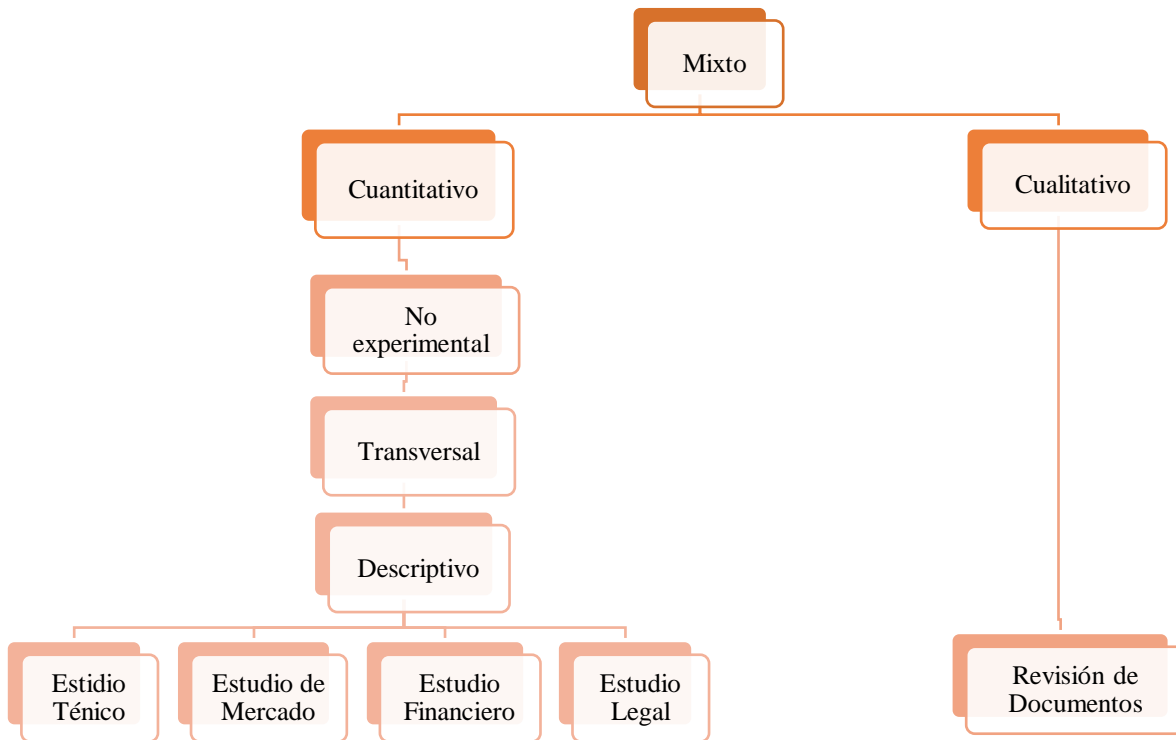 Mixto
Cuantitativo
Cualitativo
No
experimental
Transversal
Descriptivo
Estidio
Ténico
Estudio de
Mercado
Estudio
Financiero
Estudio
Legal
Revisión de
Documentos